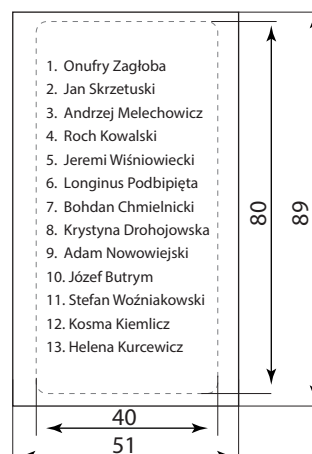 1. Onufry Zagłoba
2. Jan Skrzetuski
3. Andrzej Melechowicz
4. Roch Kowalski
5. Jeremi Wiśniowiecki
6. Longinus Podbipięta
7. Bohdan Chmielnicki
8. Krystyna Drohojowska
9. Adam Nowowiejski
10. Józef Butrym
11. Stefan Woźniakowski
12. Kosma Kiemlicz
13. Helena Kurcewicz
80
89
40
51